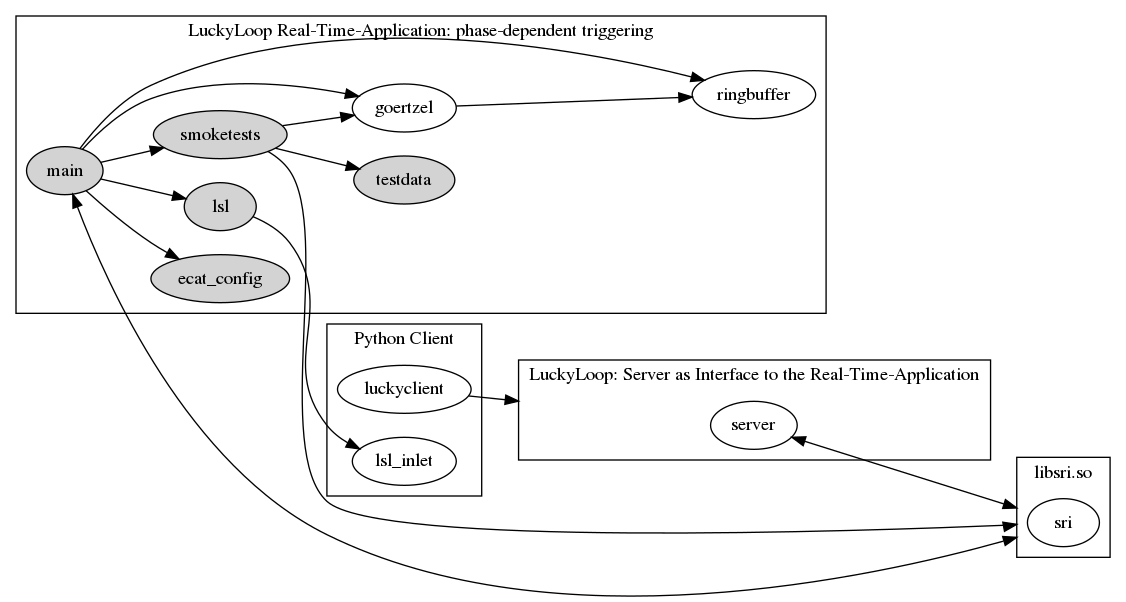 LuckyLoop Real-Time-Application: phase-dependent triggering
ringbuffer
goertzel
smoketests
main
testdata
lsl
ecat_config
Python Client
luckyclient
lsl_inlet
LuckyLoop: Server as Interface to the Real-Time-Application
server
libsri.so
sri